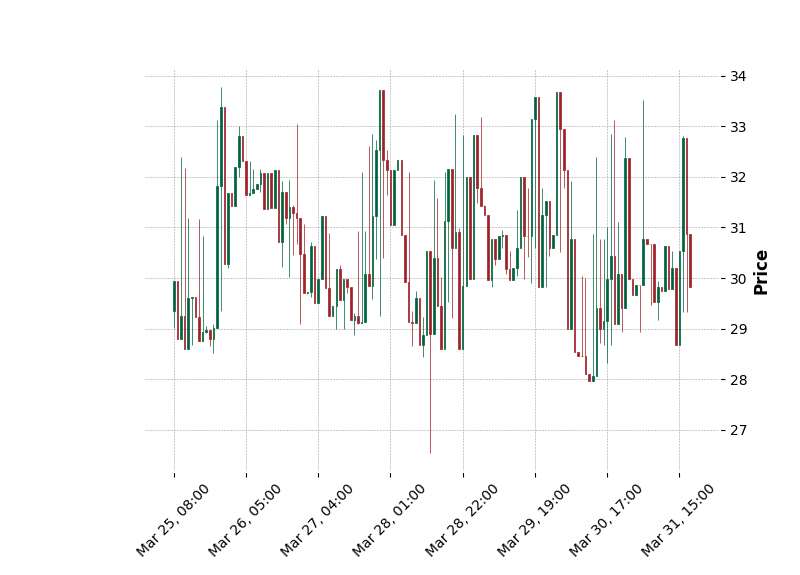 34
33
32
31
30
29
28
27
Price
Mar 25, 08:00
Mar 26, 05:00
Mar 27, 04:00
Mar 28, 01:00
Mar 28, 22:00
Mar 29, 19:00
Mar 30, 17:00
Mar 31, 15:00